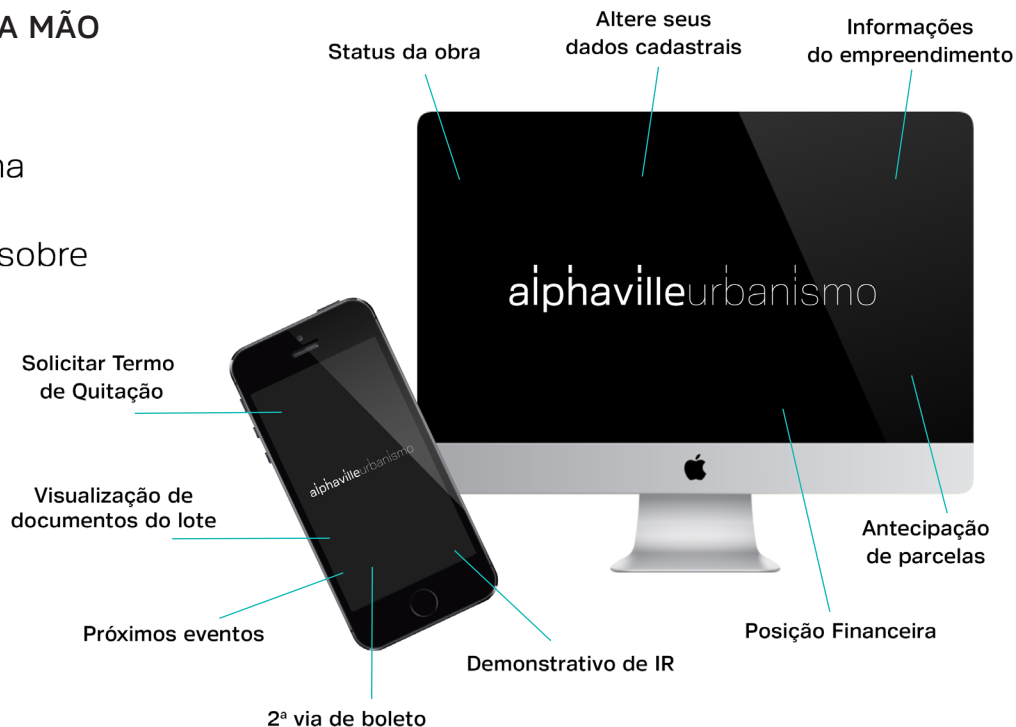 A MÃO
Altere seus
dados cadastrais
Informações
do empreendimento
Status da obra
sobre
alphavilleurbanismo
Solicitar Termo
de Quitação
alphavilleurbanismo
Visualização de
documentos do lote
Antecipação
de parcelas
Próximos eventos
Posição Financeira
Demonstrativo de IR
2ª via de boleto